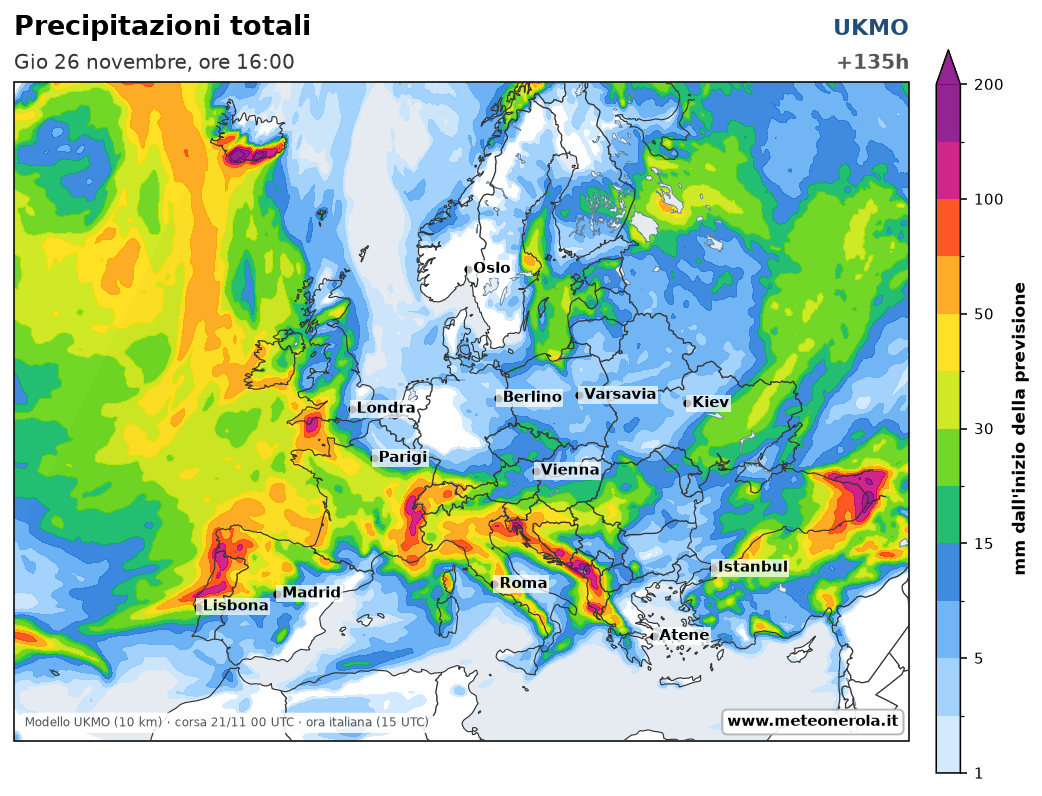 Precipitazioni totali
UKMO
Gio 26 novembre, ore 16:00
+135h
200
100
50
30
15
5
1
mm dall'inizio della previsione
Oslo
Londra
Berlino
Varsavia
Kiev
Parigi
Vienna
Istanbul
Roma
Madrid
Lisbona
Atene
Modello UKMO (10 km) · corsa 21/11 00 UTC · ora italiana (15 UTC)
www.meteonerola.it